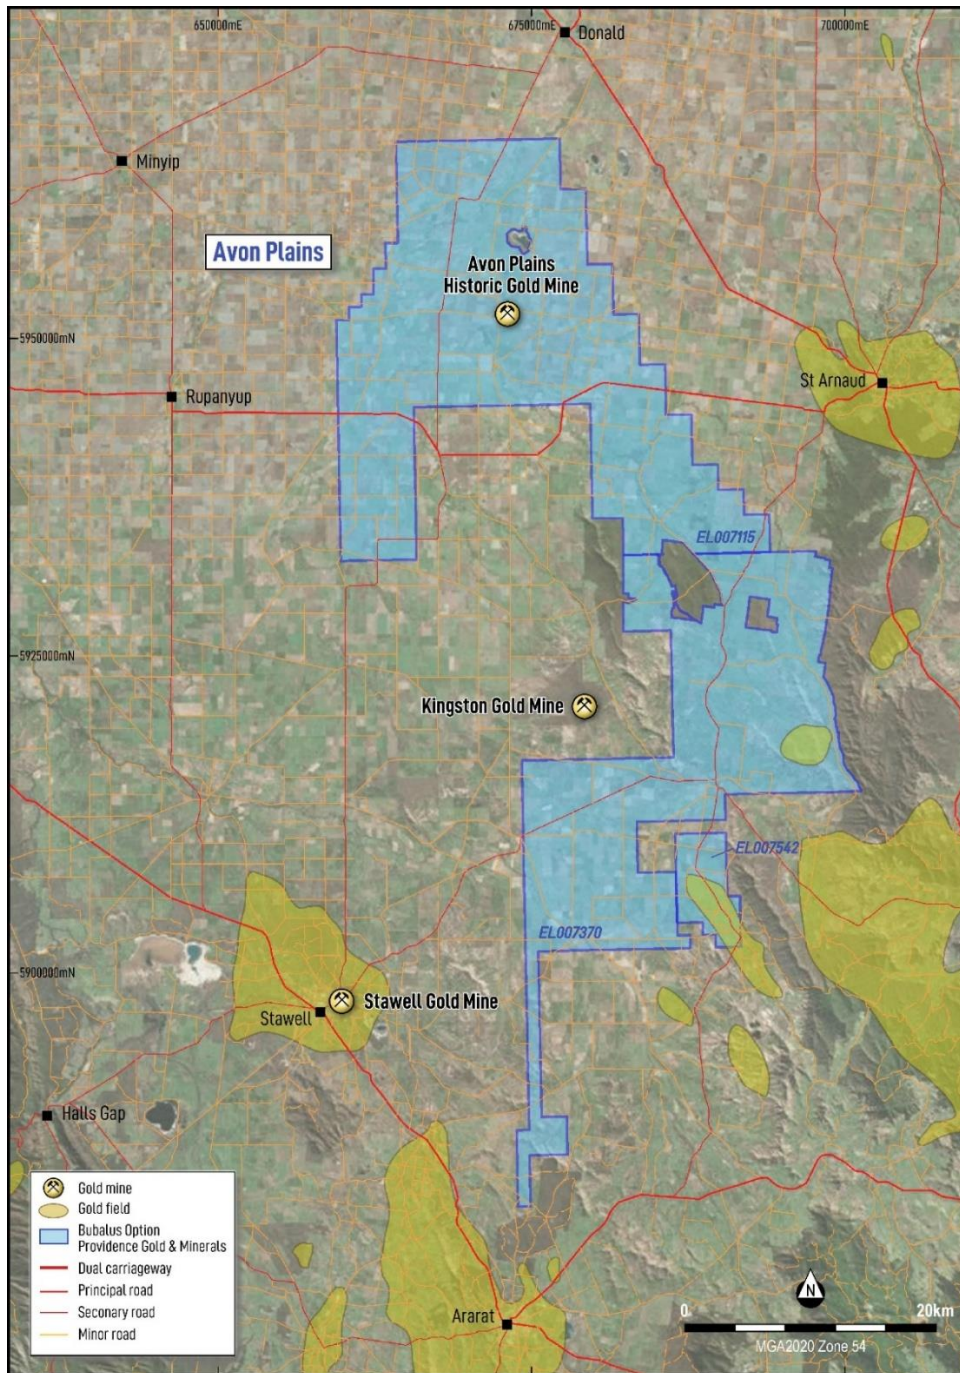 650000mE
675000mE
700000mE
Donald
Minyip
Avon Plains
Avon Plains
Historic Gold Mine
5950000mN
St Arnaud
Rupanyup
EL007115
5925000mN
Kingston Gold Mine
EL007542
EL007370
5900000mN
Stawell Gold Mine
Stawell
Halls Gap
Gold mine
Gold field
Bubalus Option
Providence Gold & Minerals
Dual carriageway
Principal road
Seconary road
Minor road
Ararat
N
0 20km
MGA2020 Zone 54